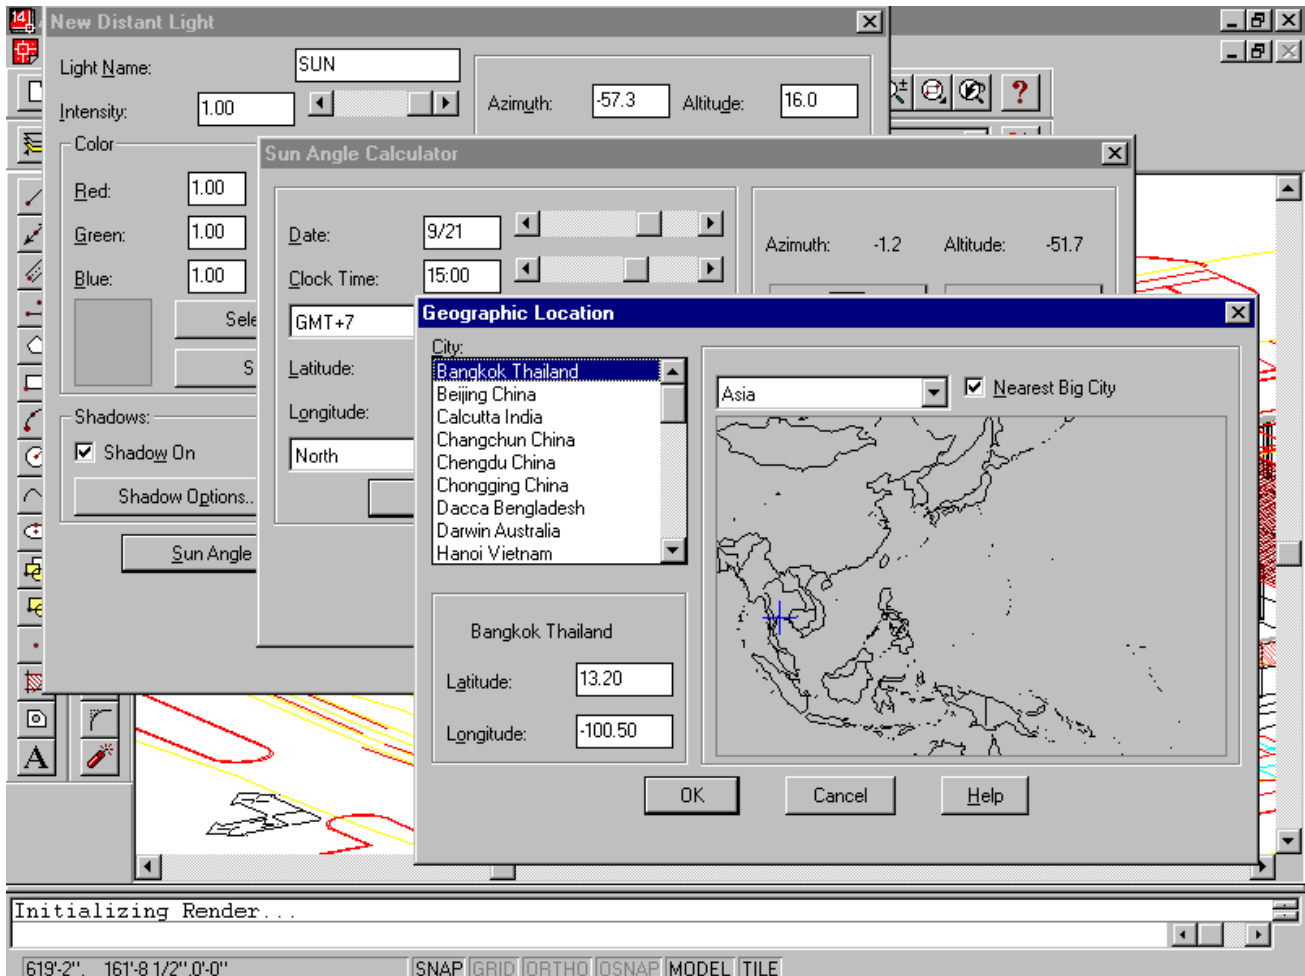 14
New Distant Light
Light Name:
SUN
Intensity:
1.00
Azimuth:
-57.3
Altitude:
16.0
Color
Red:
1.00
Green:
1.00
Blue:
1.00
Sele
S
Shadows:
Shadow On
Shadow Options..
Sun Angle
Sun Angle Calculator
Date:
9/21
Clock Time:
15:00
GMT+7
Latitude:
Longitude:
North
Azimuth:
-1.2
Altitude:
-51.7
Geographic Location
City:
Bangkok Thailand
Beijing China
Calcutta India
Changchun China
Chengdu China
Chongging China
Dacca Bengladesh
Darwin Australia
Hanoi Vietnam
Asia
Nearest Big City
Bangkok Thailand
Latitude:
13.20
Longitude:
-100.50
OK
Cancel
Help
A
Initializing Render...
619'-2", 161'-8 1/2",0'-0"
SNAP GRID ORTHO OSNAP MODEL TILE